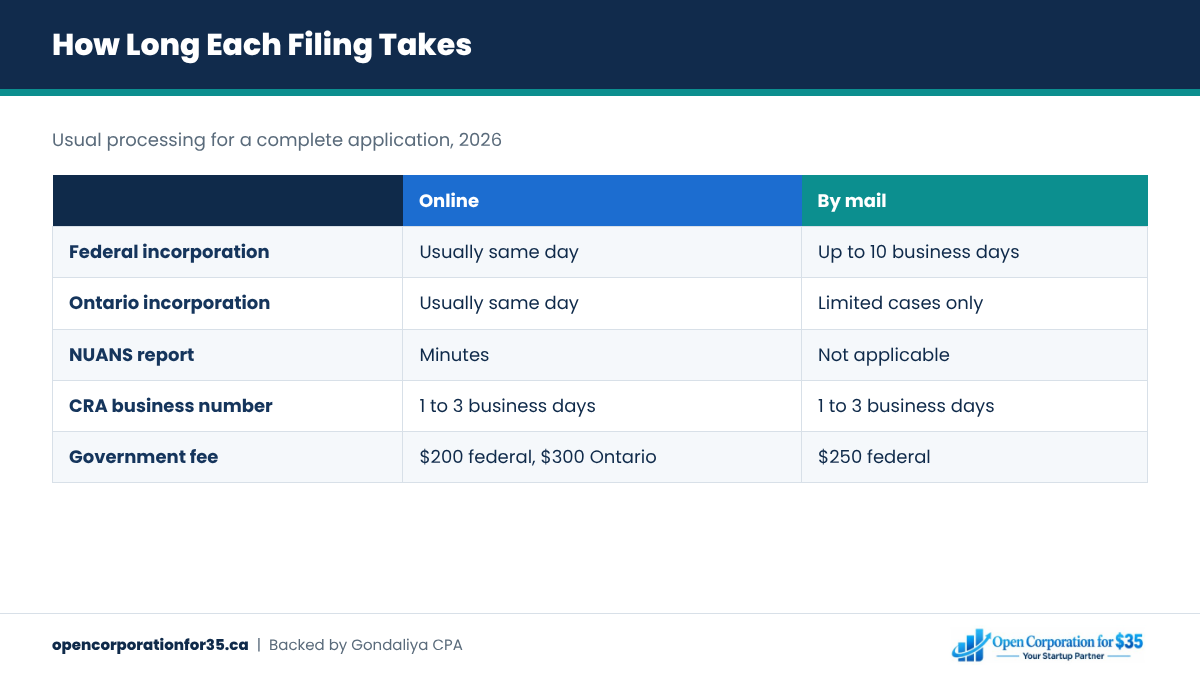 How Long Each Filing Takes
Usual processing for a complete application, 2026
Online By mail
Federal incorporation Usually same day Up to 10 business days
Ontario incorporation Usually same day Limited cases only
NUANS report Minutes Not applicable
CRA business number 1 to 3 business days 1 to 3 business days
Government fee $200 federal, $300 Ontario $250 federal
opencorporationfor35.ca | Backed by Gondaliya CPA
Open Corporation for $35
Your Startup Partner